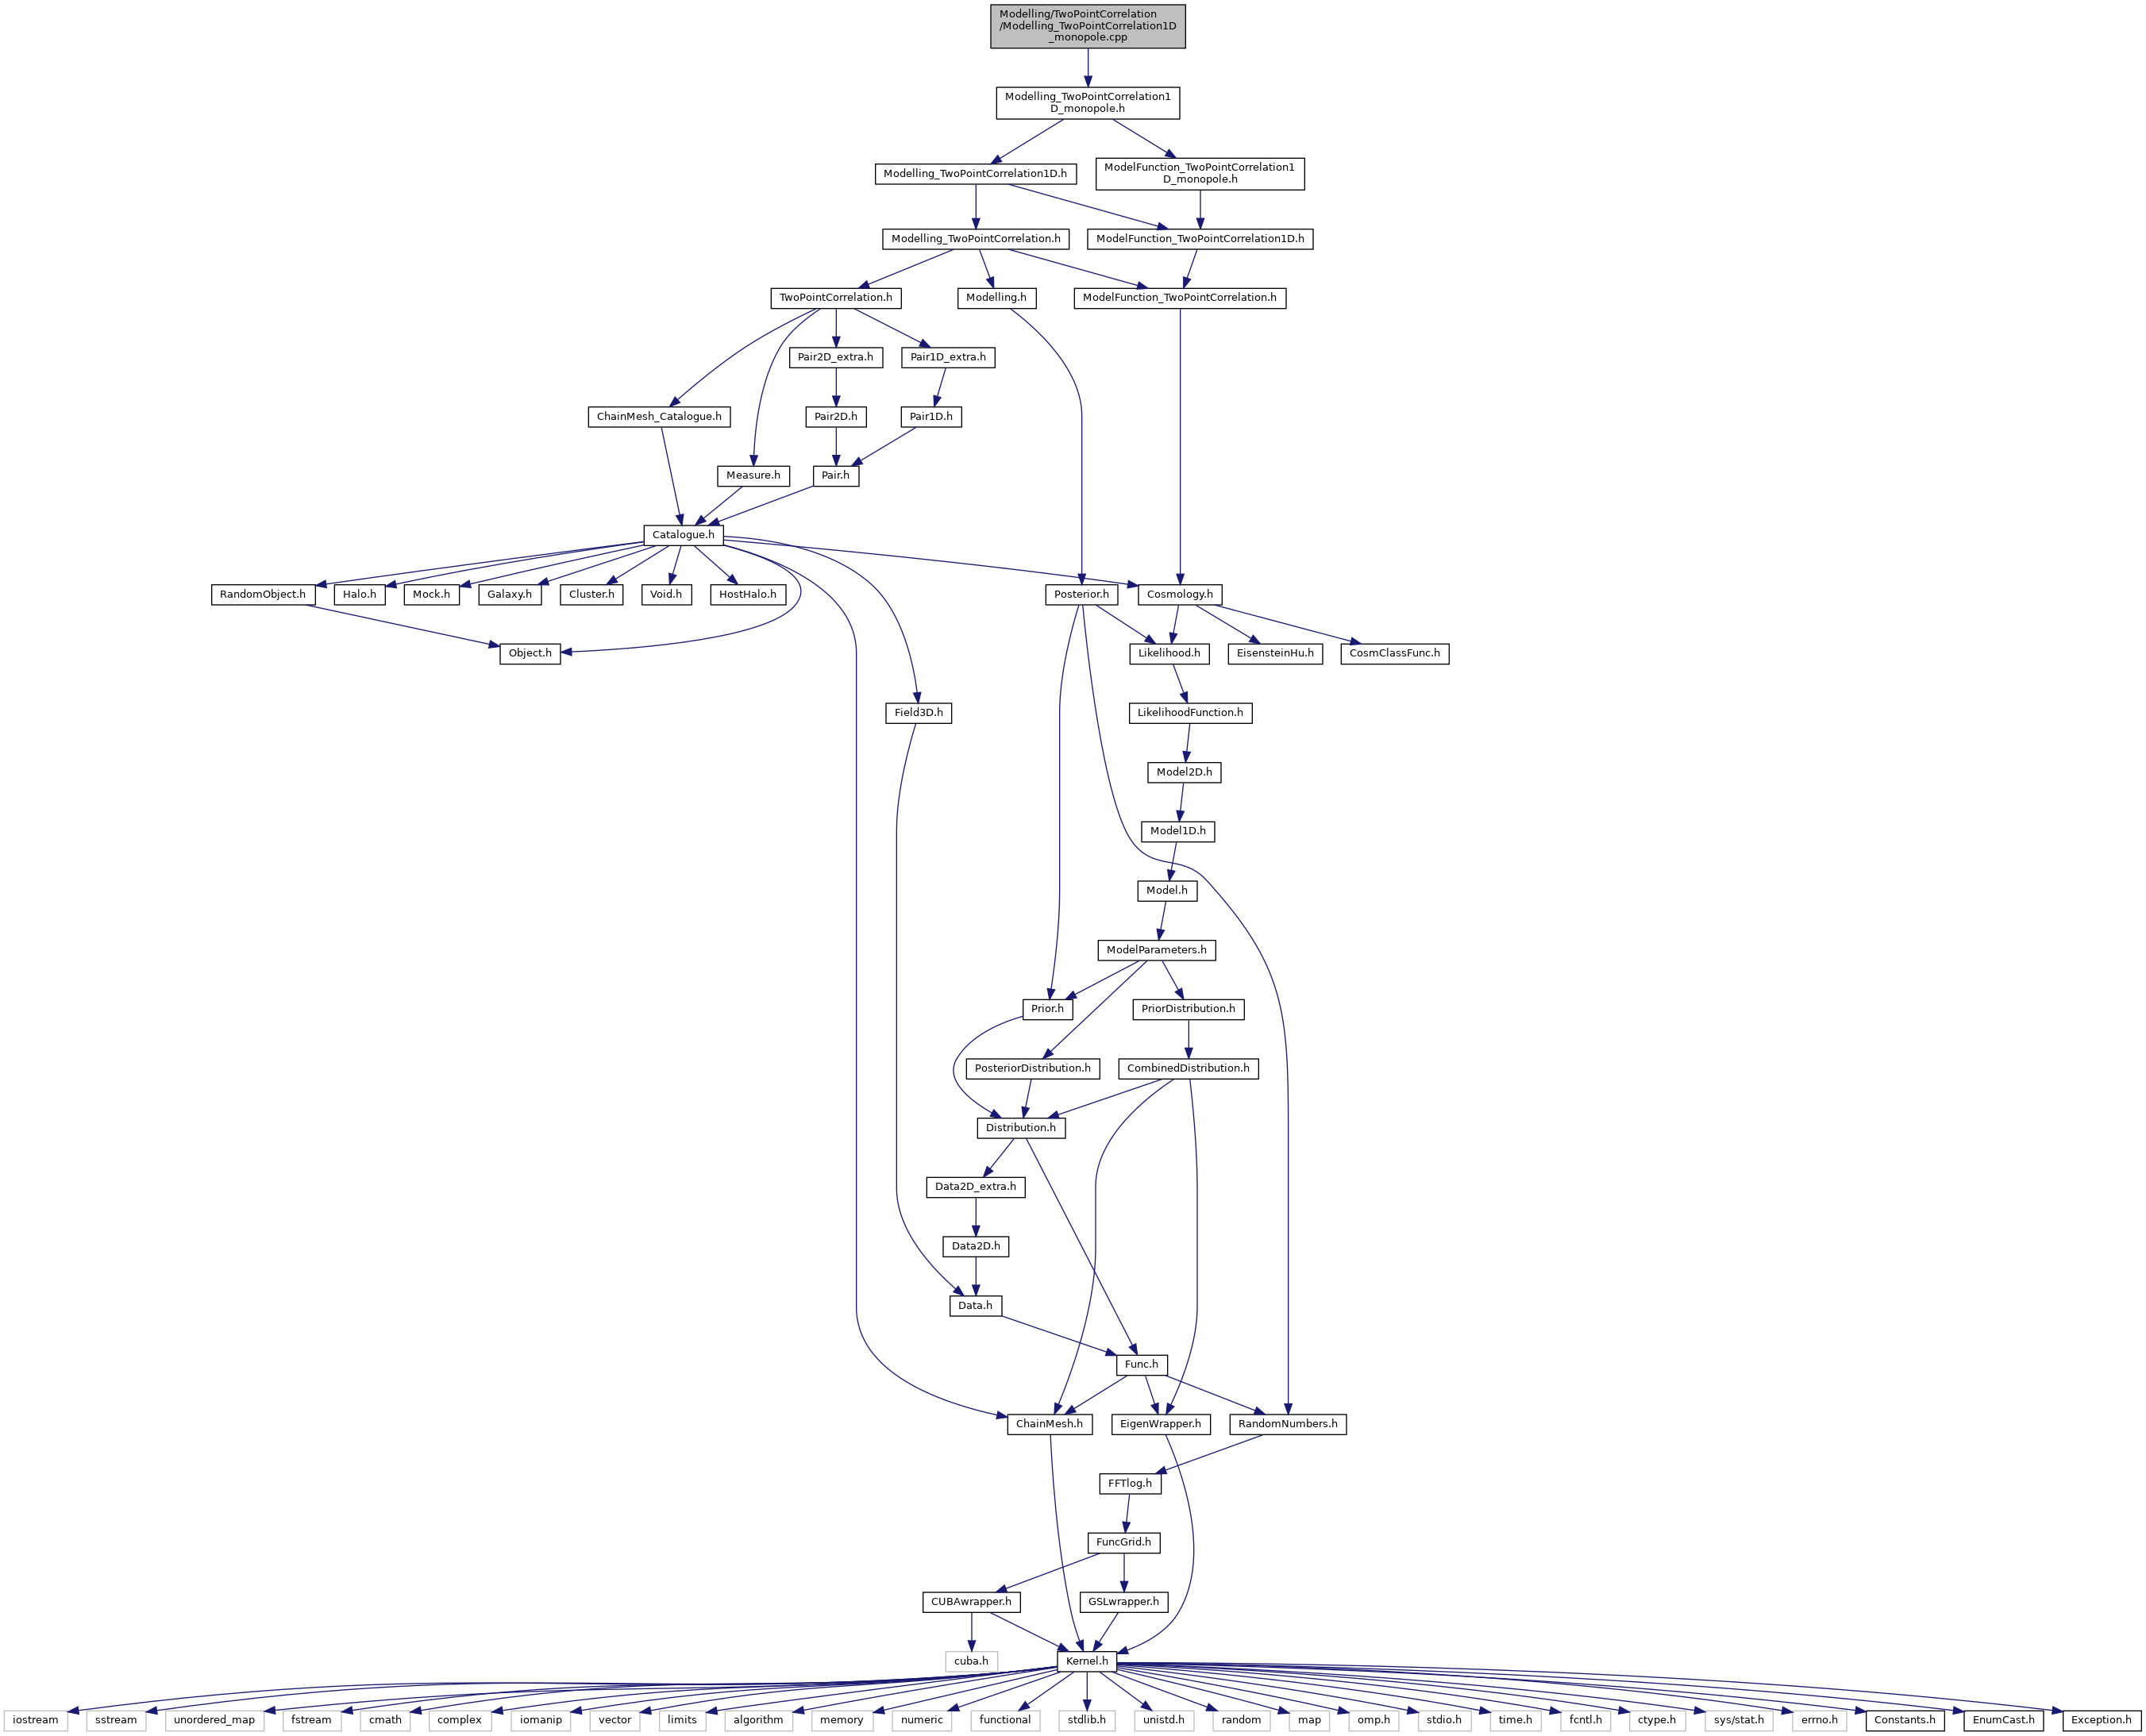 Modelling/TwoPointCorrelation
/Modelling_TwoPointCorrelation1D
_monopole.cpp
Modelling_TwoPointCorrelation1
D_monopole.h
Modelling_TwoPointCorrelation1D.h
ModelFunction_TwoPointCorrelation1
D_monopole.h
Modelling_TwoPointCorrelation.h
ModelFunction_TwoPointCorrelation1D.h
TwoPointCorrelation.h
Modelling.h
ModelFunction_TwoPointCorrelation.h
Pair2D_extra.h
Pair1D_extra.h
ChainMesh_Catalogue.h
Pair2D.h
Pair1D.h
Measure.h
Pair.h
Catalogue.h
RandomObject.h
Halo.h
Mock.h
Galaxy.h
Cluster.h
Void.h
HostHalo.h
Posterior.h
Cosmology.h
Object.h
Likelihood.h
EisensteinHu.h
CosmClassFunc.h
Field3D.h
LikelihoodFunction.h
Model2D.h
Model1D.h
Model.h
ModelParameters.h
Prior.h
PriorDistribution.h
PosteriorDistribution.h
CombinedDistribution.h
Distribution.h
Data2D_extra.h
Data2D.h
Data.h
Func.h
ChainMesh.h
EigenWrapper.h
RandomNumbers.h
FFTlog.h
FuncGrid.h
CUBAwrapper.h
GSLwrapper.h
cuba.h
Kernel.h
iostream
sstream
unordered_map
fstream
cmath
complex
iomanip
vector
limits
algorithm
memory
numeric
functional
stdlib.h
unistd.h
random
map
omp.h
stdio.h
time.h
fcntl.h
ctype.h
sys/stat.h
errno.h
Constants.h
EnumCast.h
Exception.h